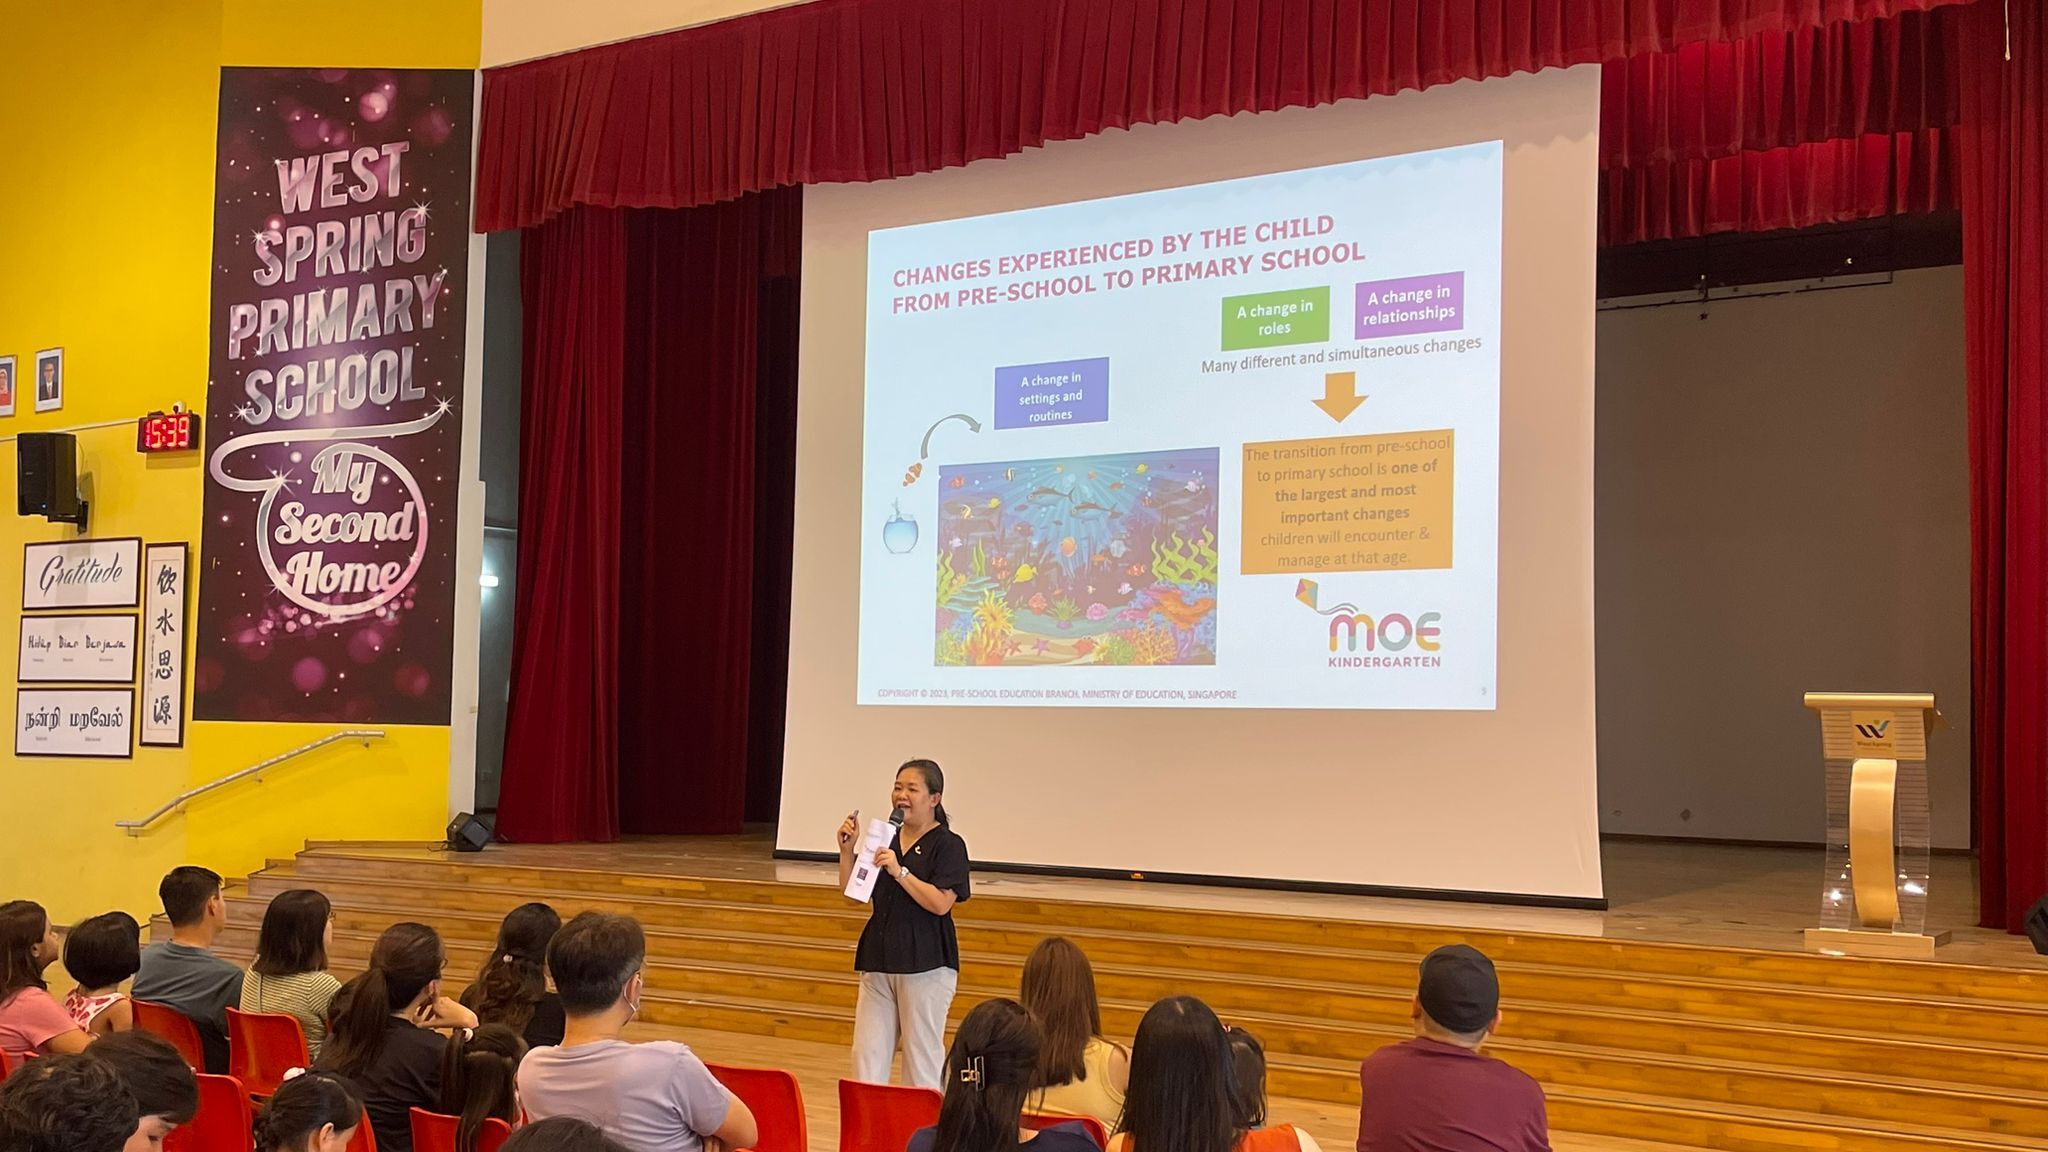 WEST
SPRING
PRIMARY
SCHOOL
My
Second
Home
15:39
Gratitude
Hidup Biar Berjasa
நன்றி மறவேல்
饮
水
思
源
CHANGES EXPERIENCED BY THE CHILD
FROM PRE-SCHOOL TO PRIMARY SCHOOL
A change in
roles
A change in
relationships
Many different and simultaneous changes
A change in
settings and
routines
The transition from pre-school
to primary school is one of
the largest and most
important changes
children will encounter &
manage at that age.
MOE
KINDERGARTEN
COPYRIGHT © 2023, PRE-SCHOOL EDUCATION BRANCH, MINISTRY OF EDUCATION, SINGAPORE
5
West Spring